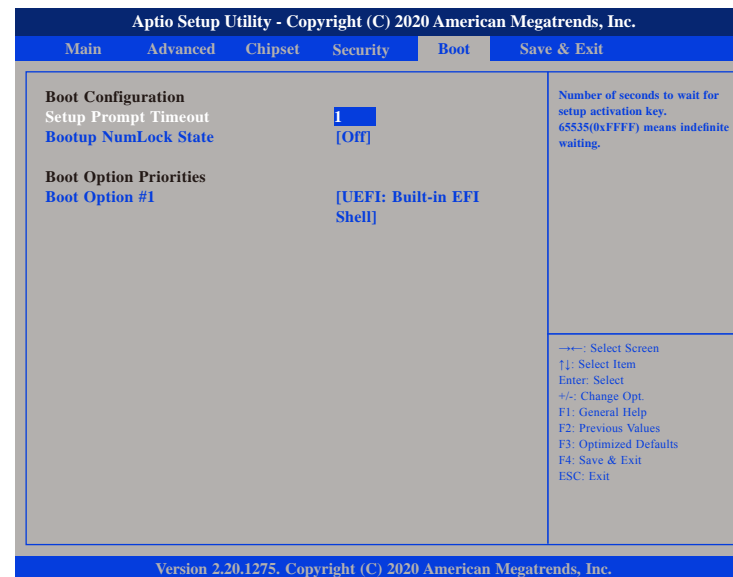 Aptio Setup Utility - Copyright (C) 2020 American Megatrends, Inc.
Main Advanced Chipset Security Boot Save & Exit
Boot Configuration
Setup Prompt Timeout 1
Bootup NumLock State [Off]
Boot Option Priorities
Boot Option #1 [UEFI: Built-in EFI
Shell]
Number of seconds to wait for
setup activation key.
65535(0xFFFF) means indefinite
waiting.
→←: Select Screen
↑↓: Select Item
Enter: Select
+/-: Change Opt.
F1: General Help
F2: Previous Values
F3: Optimized Defaults
F4: Save & Exit
ESC: Exit
Version 2.20.1275. Copyright (C) 2020 American Megatrends, Inc.